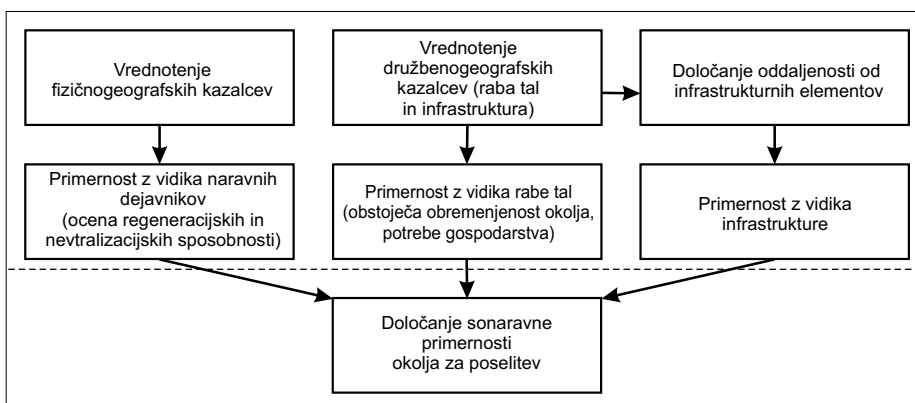 Vrednotenje
fizičnogeografskih kazalcev
Vrednotenje
družbenogeografskih
kazalcev (raba tal
in infrastruktura)
Določanje oddaljenosti od
infrastrukturnih elementov
Primernost z vidika naravnih
dejavnikov
(ocena regeneracijskih in
nevtralizacijskih sposobnosti)
Primernost z vidika rabe tal
(obstoječa obremenjenost okolja,
potrebe gospodarstva)
Primernost z vidika
infrastrukture
Določanje sonaravne
primernosti
okolja za poselitev